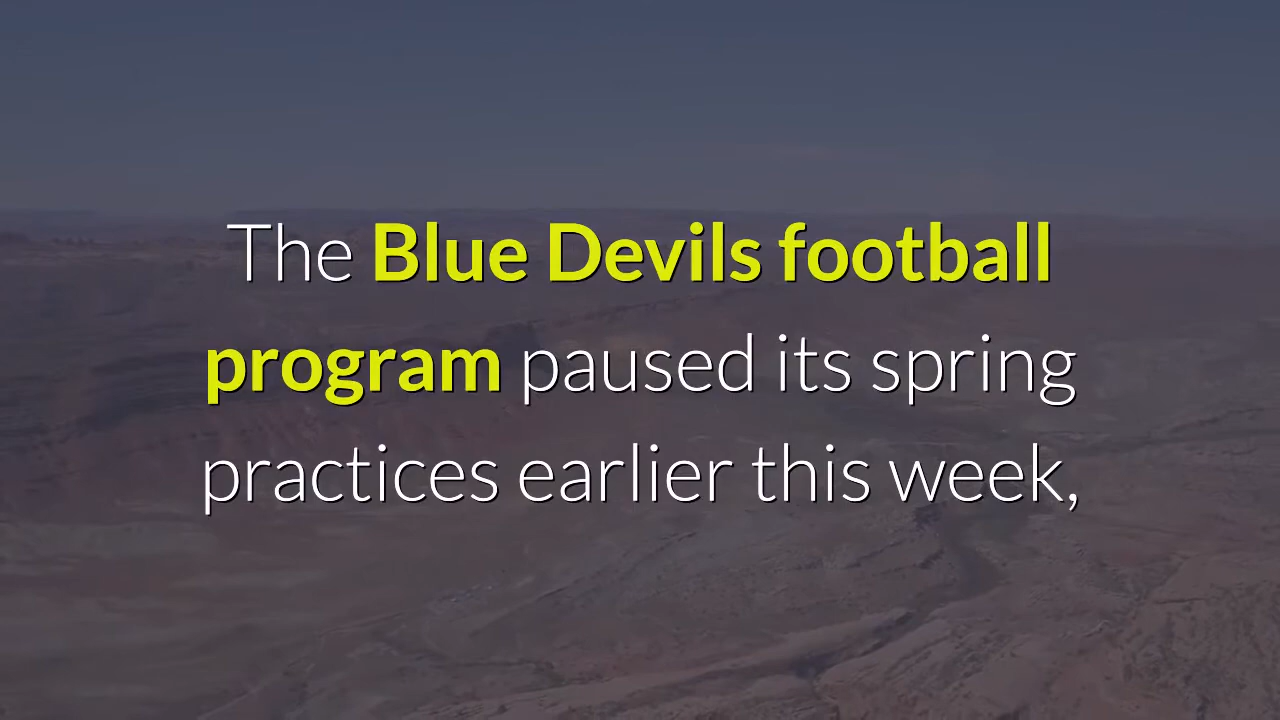 The Blue Devils football
program paused its spring
practices earlier this week,